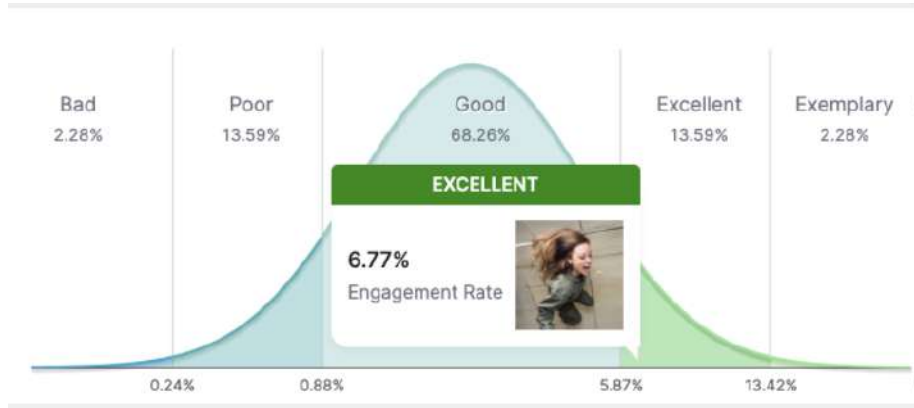 Bad
2.28%
Poor
13.59%
Good
68.26%
Excellent
13.59%
Exemplary
2.28%
EXCELLENT
6.77%
Engagement Rate
0.24%
0.88%
5.87%
13.42%